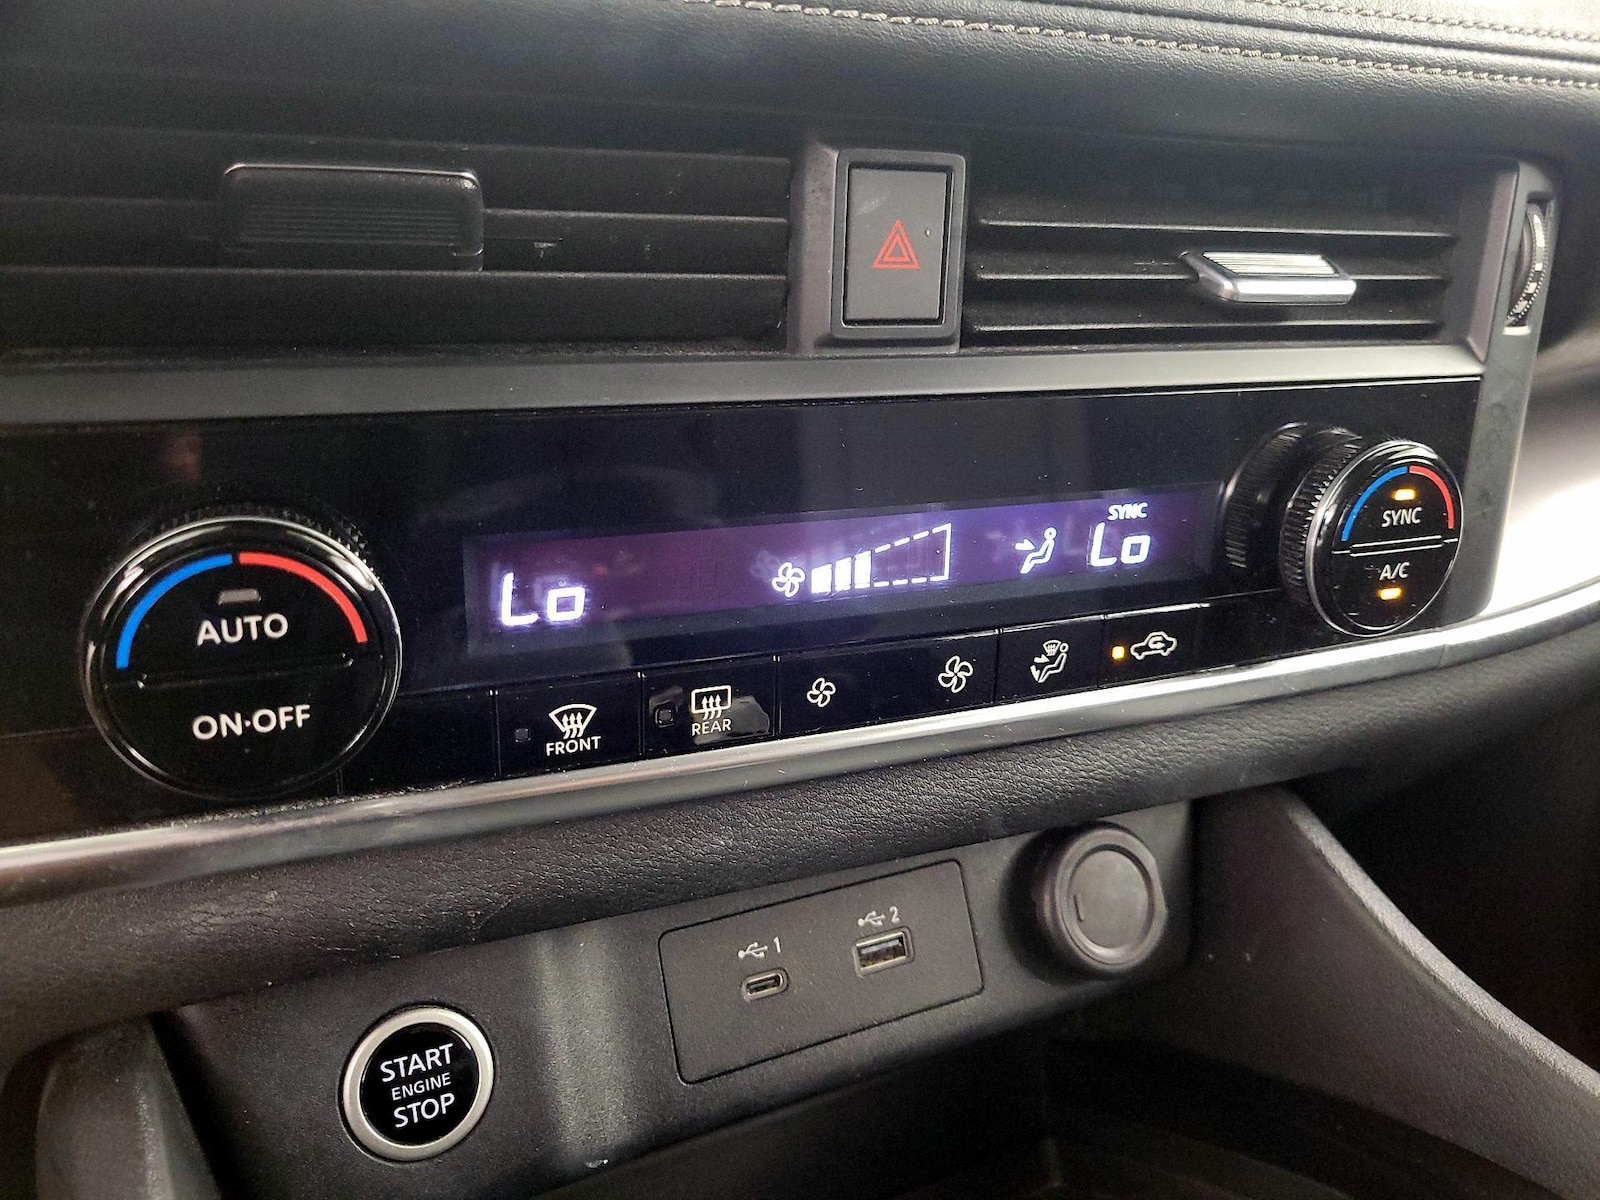 AUTO
ON·OFF
Lo
SYNC
Lo
SYNC
A/C
FRONT
REAR
1
2
START
ENGINE
STOP